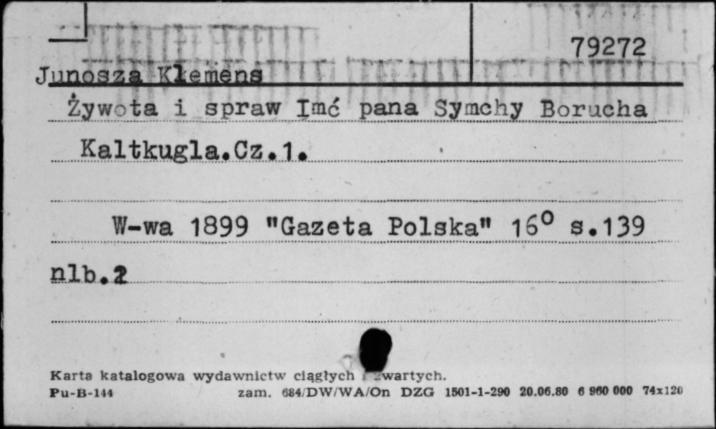 79272
Junosza Klemens
Żywota i spraw Imć pana Symchy Borucha
Kaltkugla.Cz.1.
W-wa 1899 "Gazeta Polska" 16° s.139
nlb.2
Karta katalogowa wydawnictw ciągłych i zwartych.
Pu-B-144 zam. 684/DW/WA/On DZG 1501-1-290 20.06.80 6 960 000 74x120